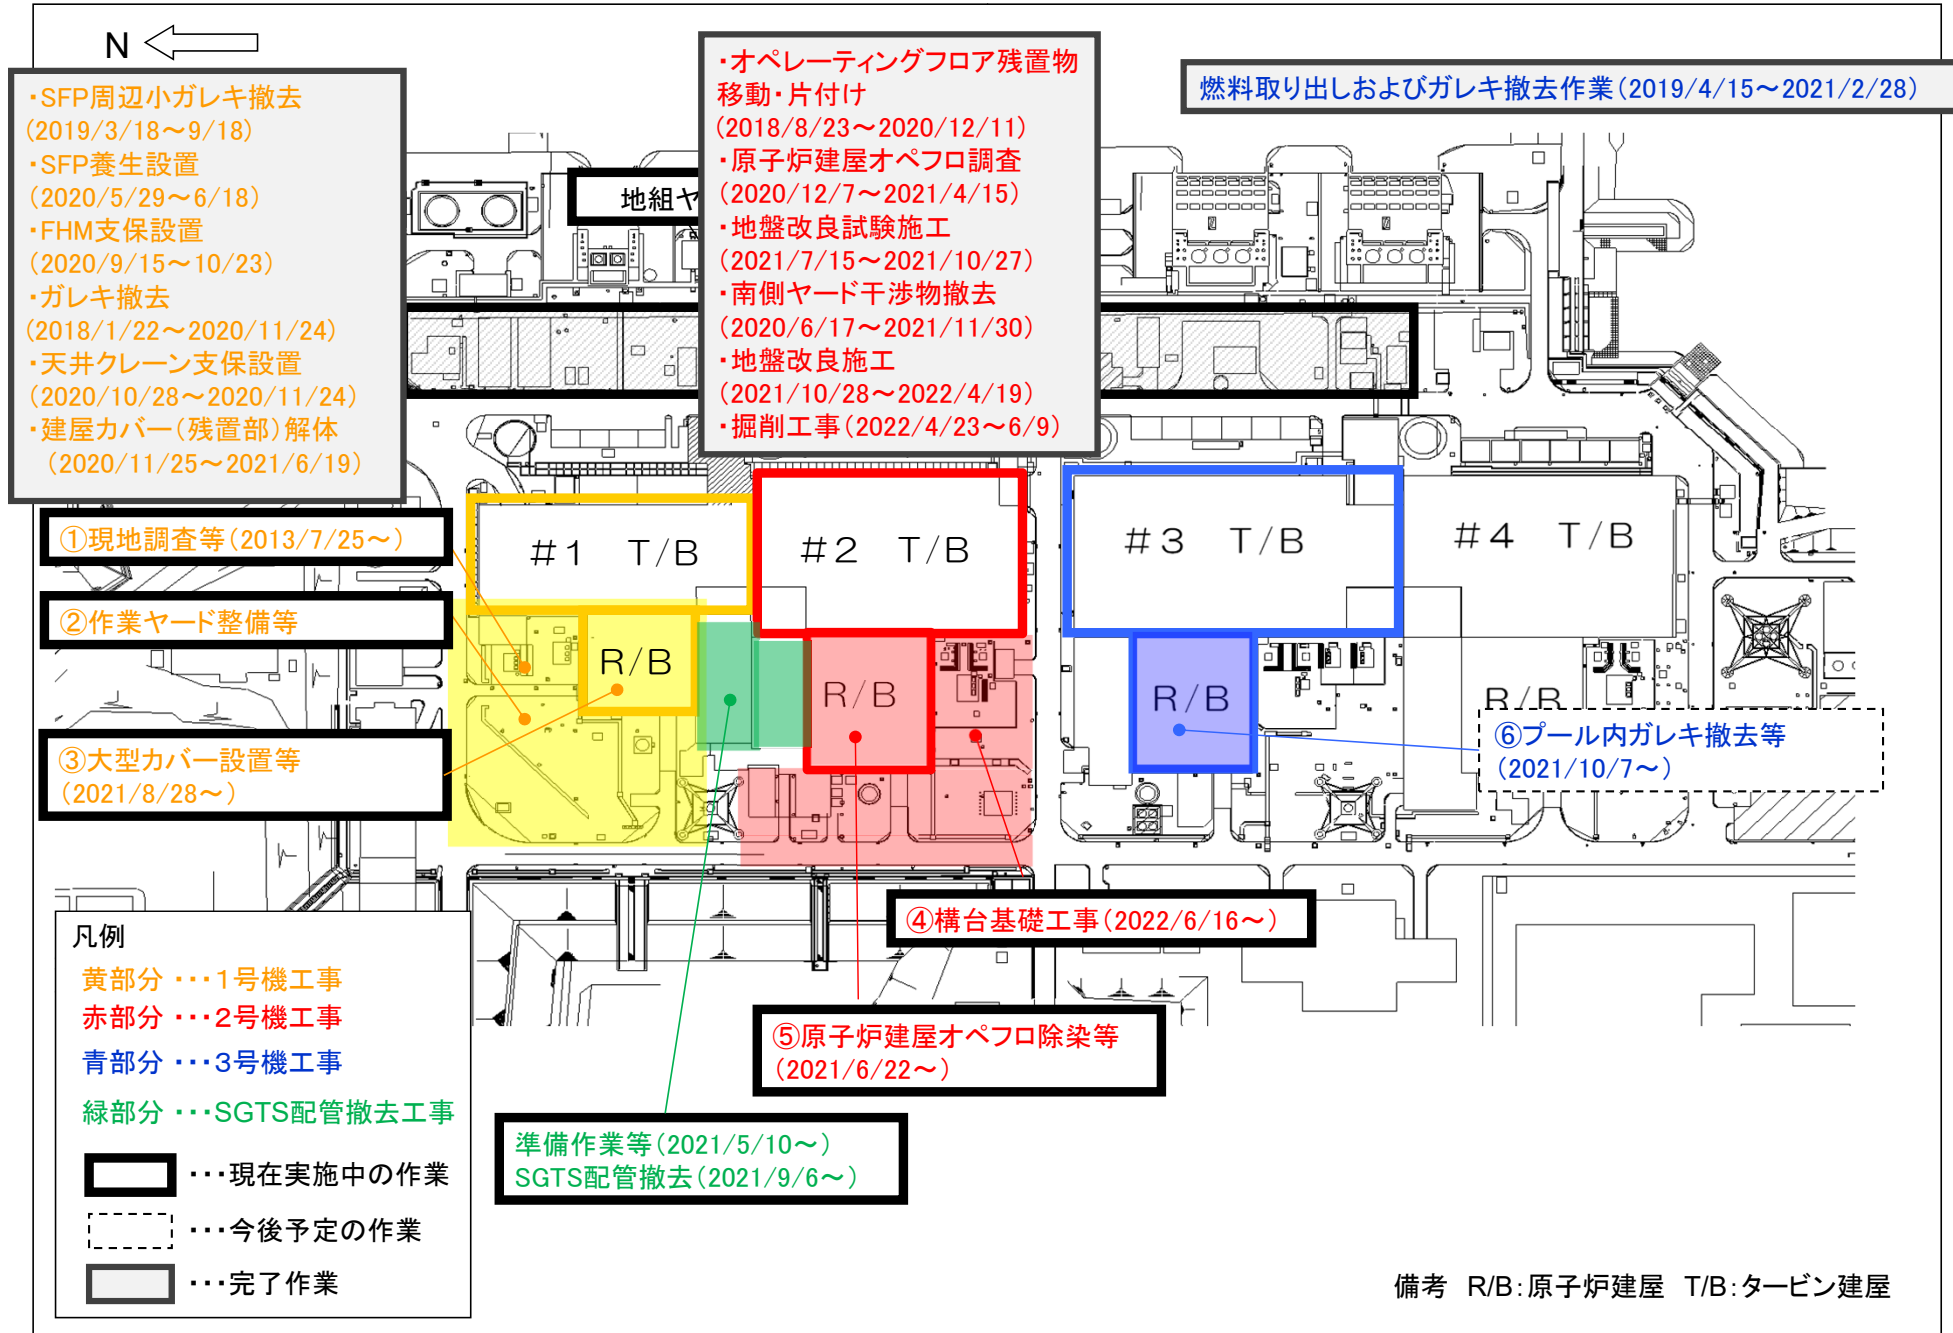 N
・SFP周辺小ガレキ撤去
(2019/3/18～9/18)
・SFP養生設置
(2020/5/29～6/18)
・FHM支保設置
(2020/9/15～10/23)
・ガレキ撤去
(2018/1/22～2020/11/24)
・天井クレーン支保設置
(2020/10/28～2020/11/24)
・建屋カバー(残置部)解体
(2020/11/25～2021/6/19)
・オペレーティングフロア残置物
移動・片付け
(2018/8/23～2020/12/11)
・原子炉建屋オペフロ調査
(2020/12/7～2021/4/15)
・地盤改良試験施工
(2021/7/15～2021/10/27)
・南側ヤード干渉物撤去
(2020/6/17～2021/11/30)
・地盤改良施工
(2021/10/28～2022/4/19)
・掘削工事(2022/4/23～6/9)
燃料取り出しおよびガレキ撤去作業(2019/4/15～2021/2/28)
地組ヤ
①現地調査等(2013/7/25～)
②作業ヤード整備等
③大型カバー設置等
(2021/8/28～)
#1 T/B
#2 T/B
#3 T/B
#4 T/B
R/B
R/B
R/B
R/B
⑥プール内ガレキ撤去等
(2021/10/7～)
④構台基礎工事(2022/6/16～)
⑤原子炉建屋オペフロ除染等
(2021/6/22～)
準備作業等(2021/5/10～)
SGTS配管撤去(2021/9/6～)
凡例
黄部分 ・・・1号機工事
赤部分 ・・・2号機工事
青部分 ・・・3号機工事
緑部分 ・・・SGTS配管撤去工事
・・・現在実施中の作業
・・・今後予定の作業
・・・完了作業
備考 R/B:原子炉建屋 T/B:タービン建屋